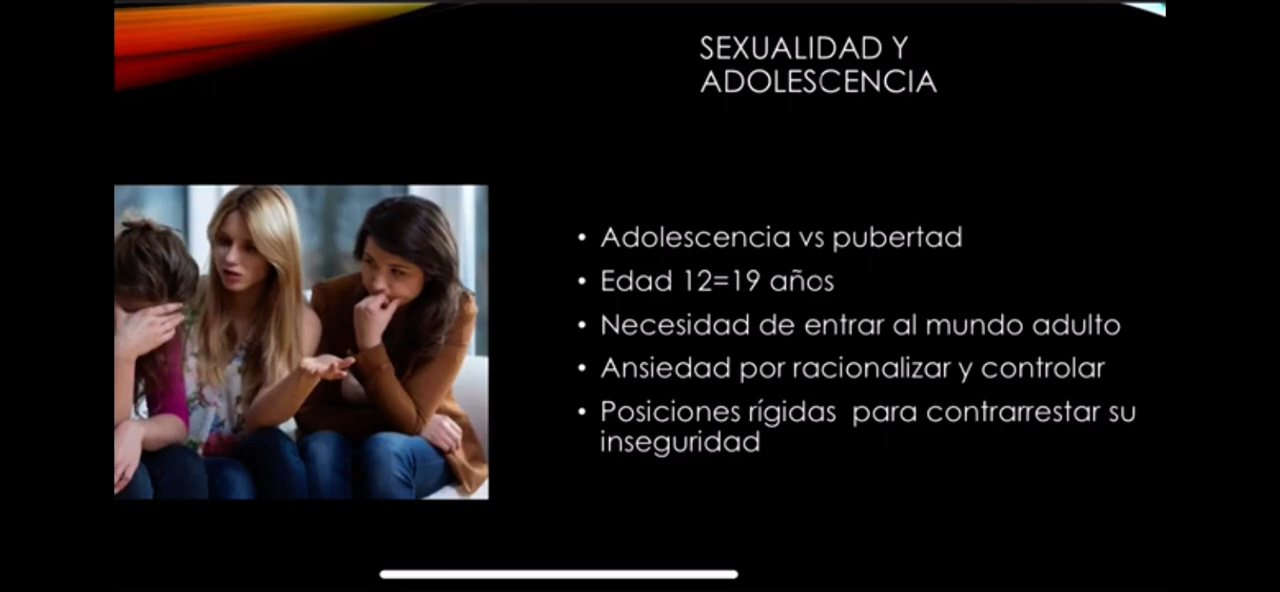 SEXUALIDAD Y
ADOLESCENCIA
• Adolescencia vs pubertad
• Edad 12=19 años
• Necesidad de entrar al mundo adulto
• Ansiedad por racionalizar y controlar
• Posiciones rígidas  para contrarrestar su
inseguridad